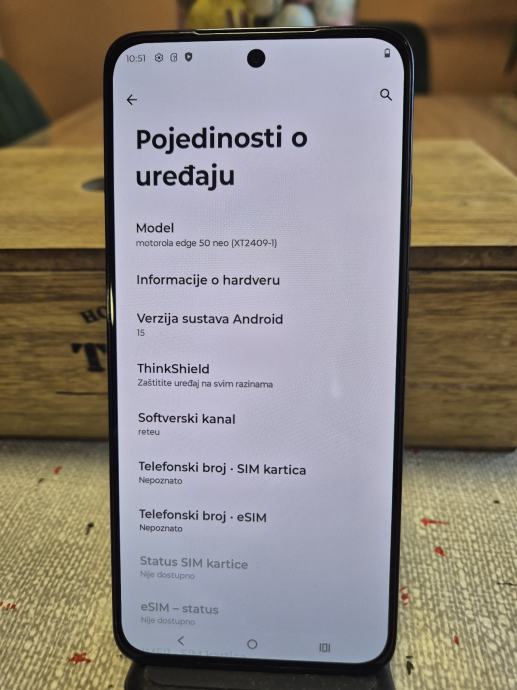 10:51
Pojedinosti o
uređaju
Model
motorola edge 50 neo (XT2409-1)
Informacije o hardveru
Verzija sustava Android
15
ThinkShield
Zaštitite uređaj na svim razinama
Softverski kanal
reteu
Telefonski broj · SIM kartica
Nepoznato
Telefonski broj · eSIM
Nepoznato
Status SIM kartice
Nije dostupno
eSIM – status
Nije dostupno